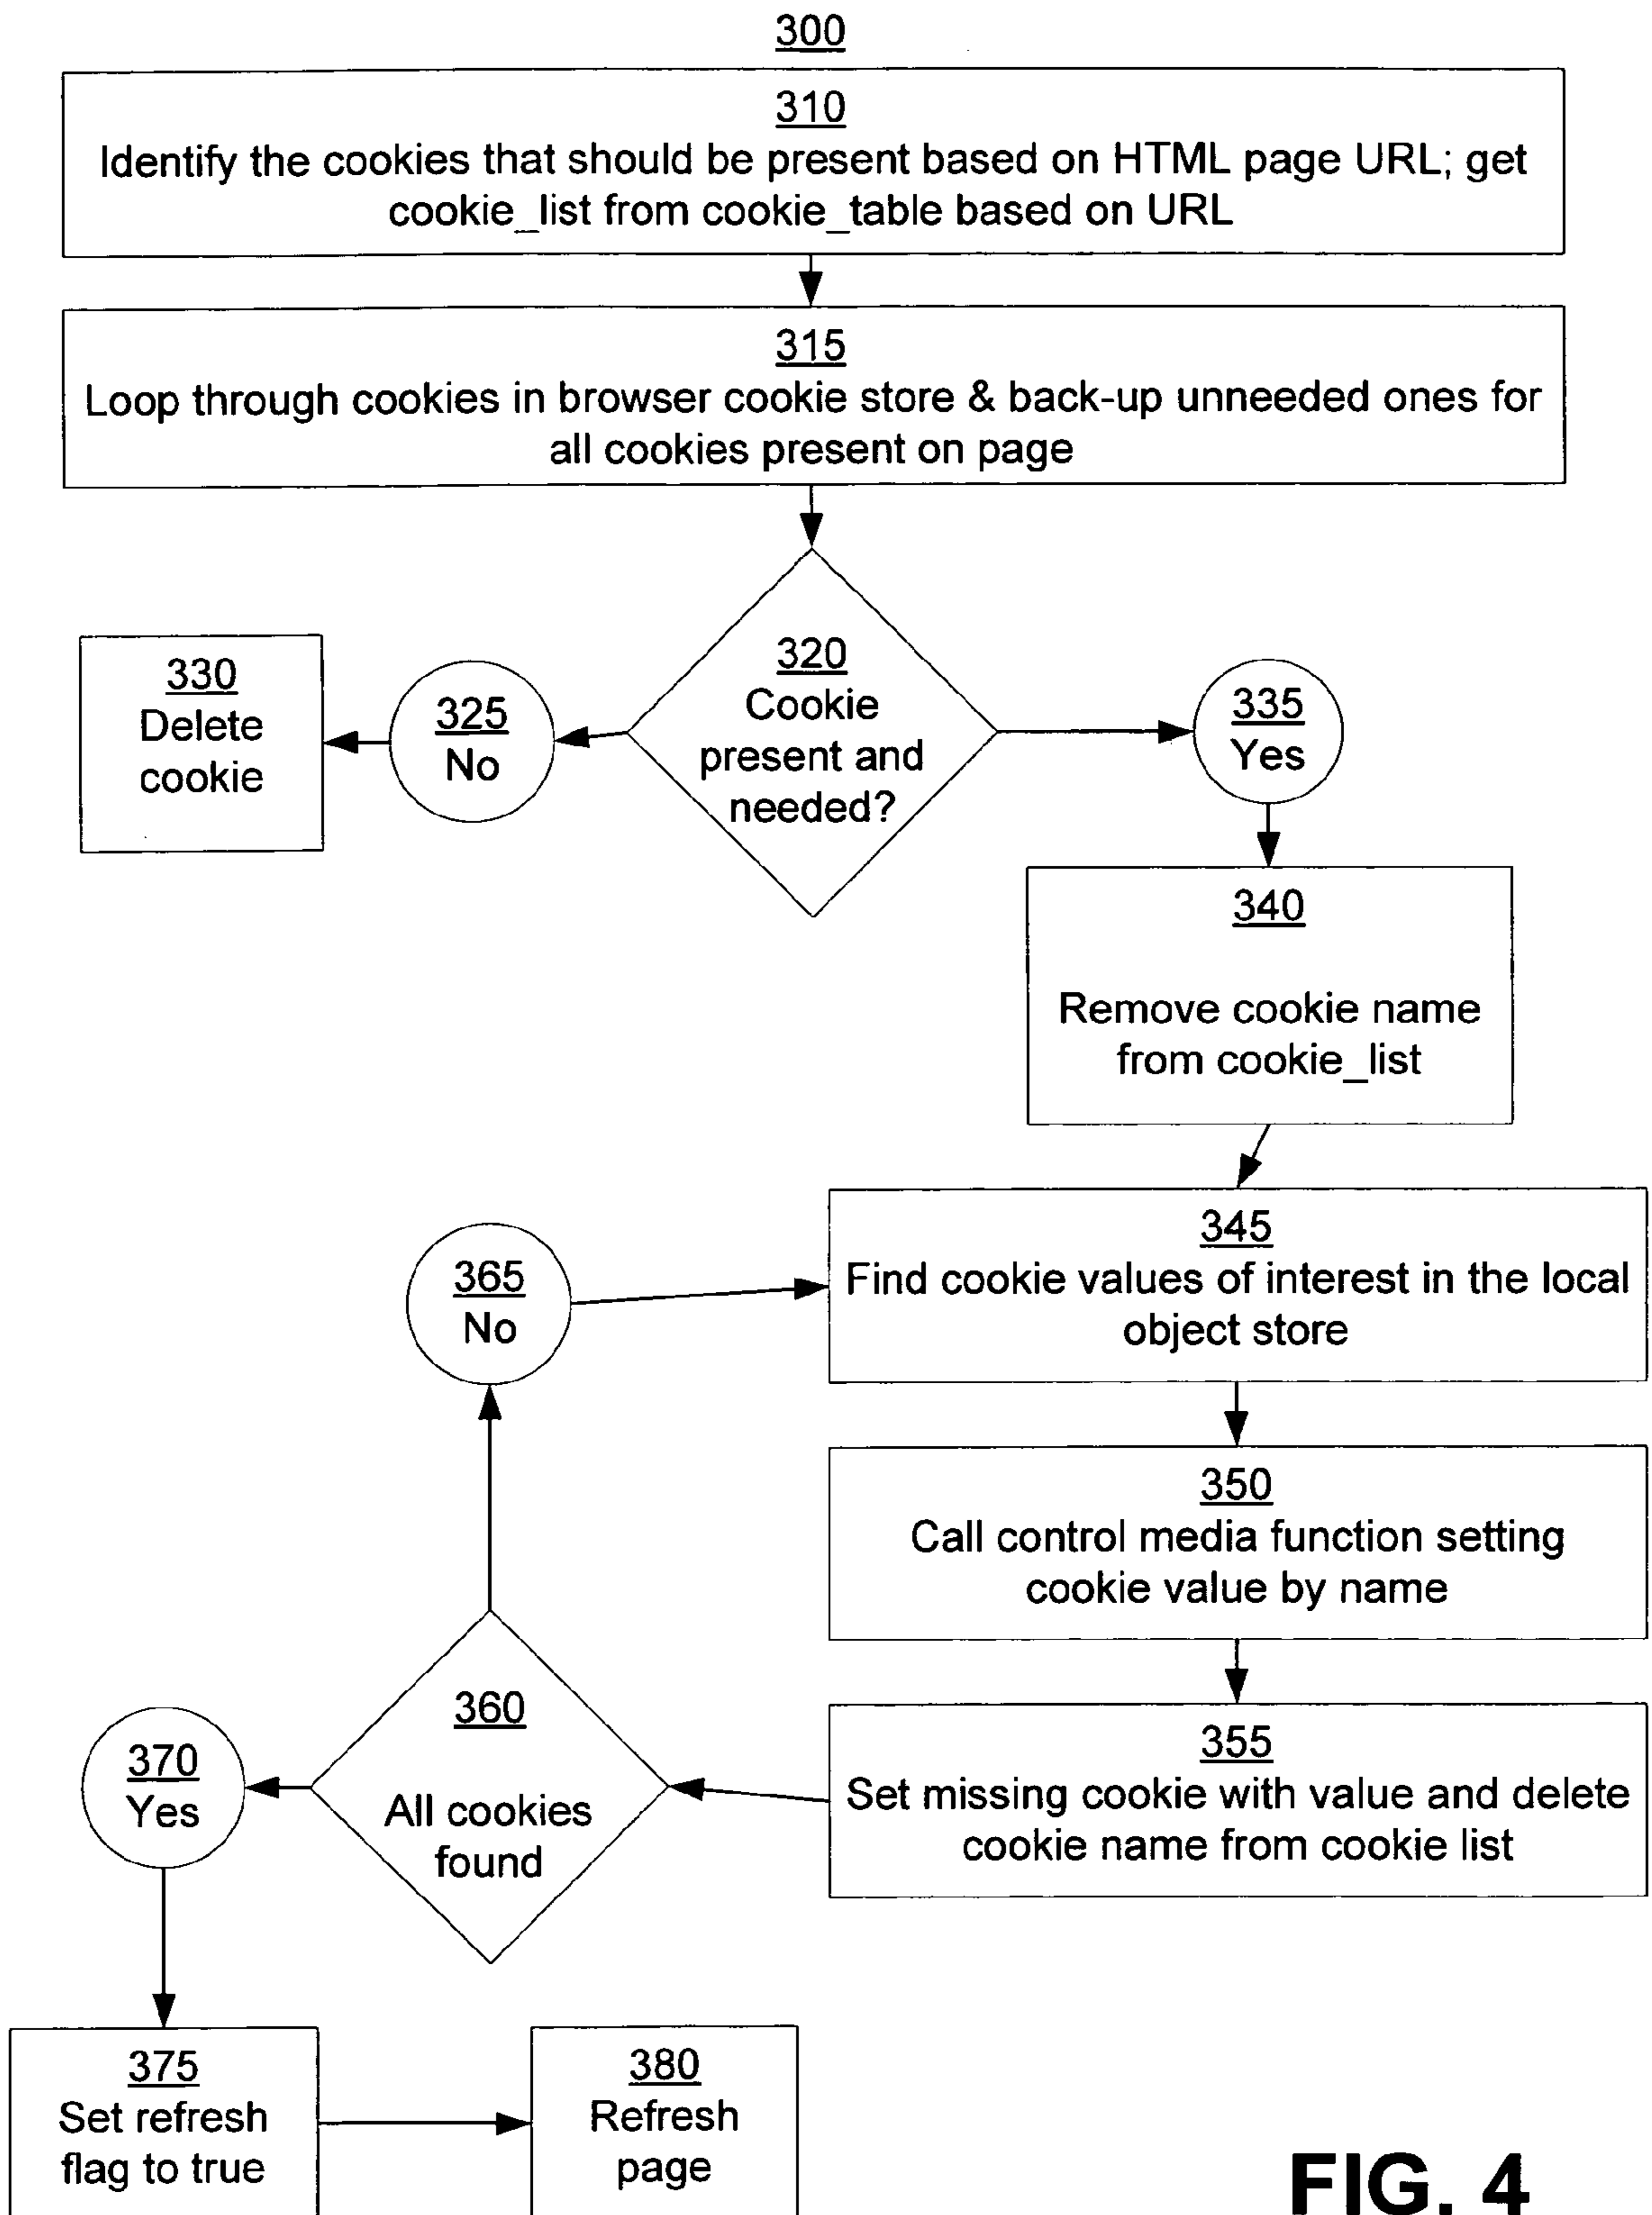 300
310
Identify the cookies that should be present based on HTML page URL; get
cookie_list from cookie_table based on URL
315
Loop through cookies in browser cookie store & back-up unneeded ones for
all cookies present on page
320
Cookie
present and
needed?
325
No
330
Delete
cookie
335
Yes
340
Remove cookie name
from cookie_list
345
Find cookie values of interest in the local
object store
350
Call control media function setting
cookie value by name
355
Set missing cookie with value and delete
cookie name from cookie list
360
All cookies
found
365
No
370
Yes
375
Set refresh
flag to true
380
Refresh
page
FIG. 4